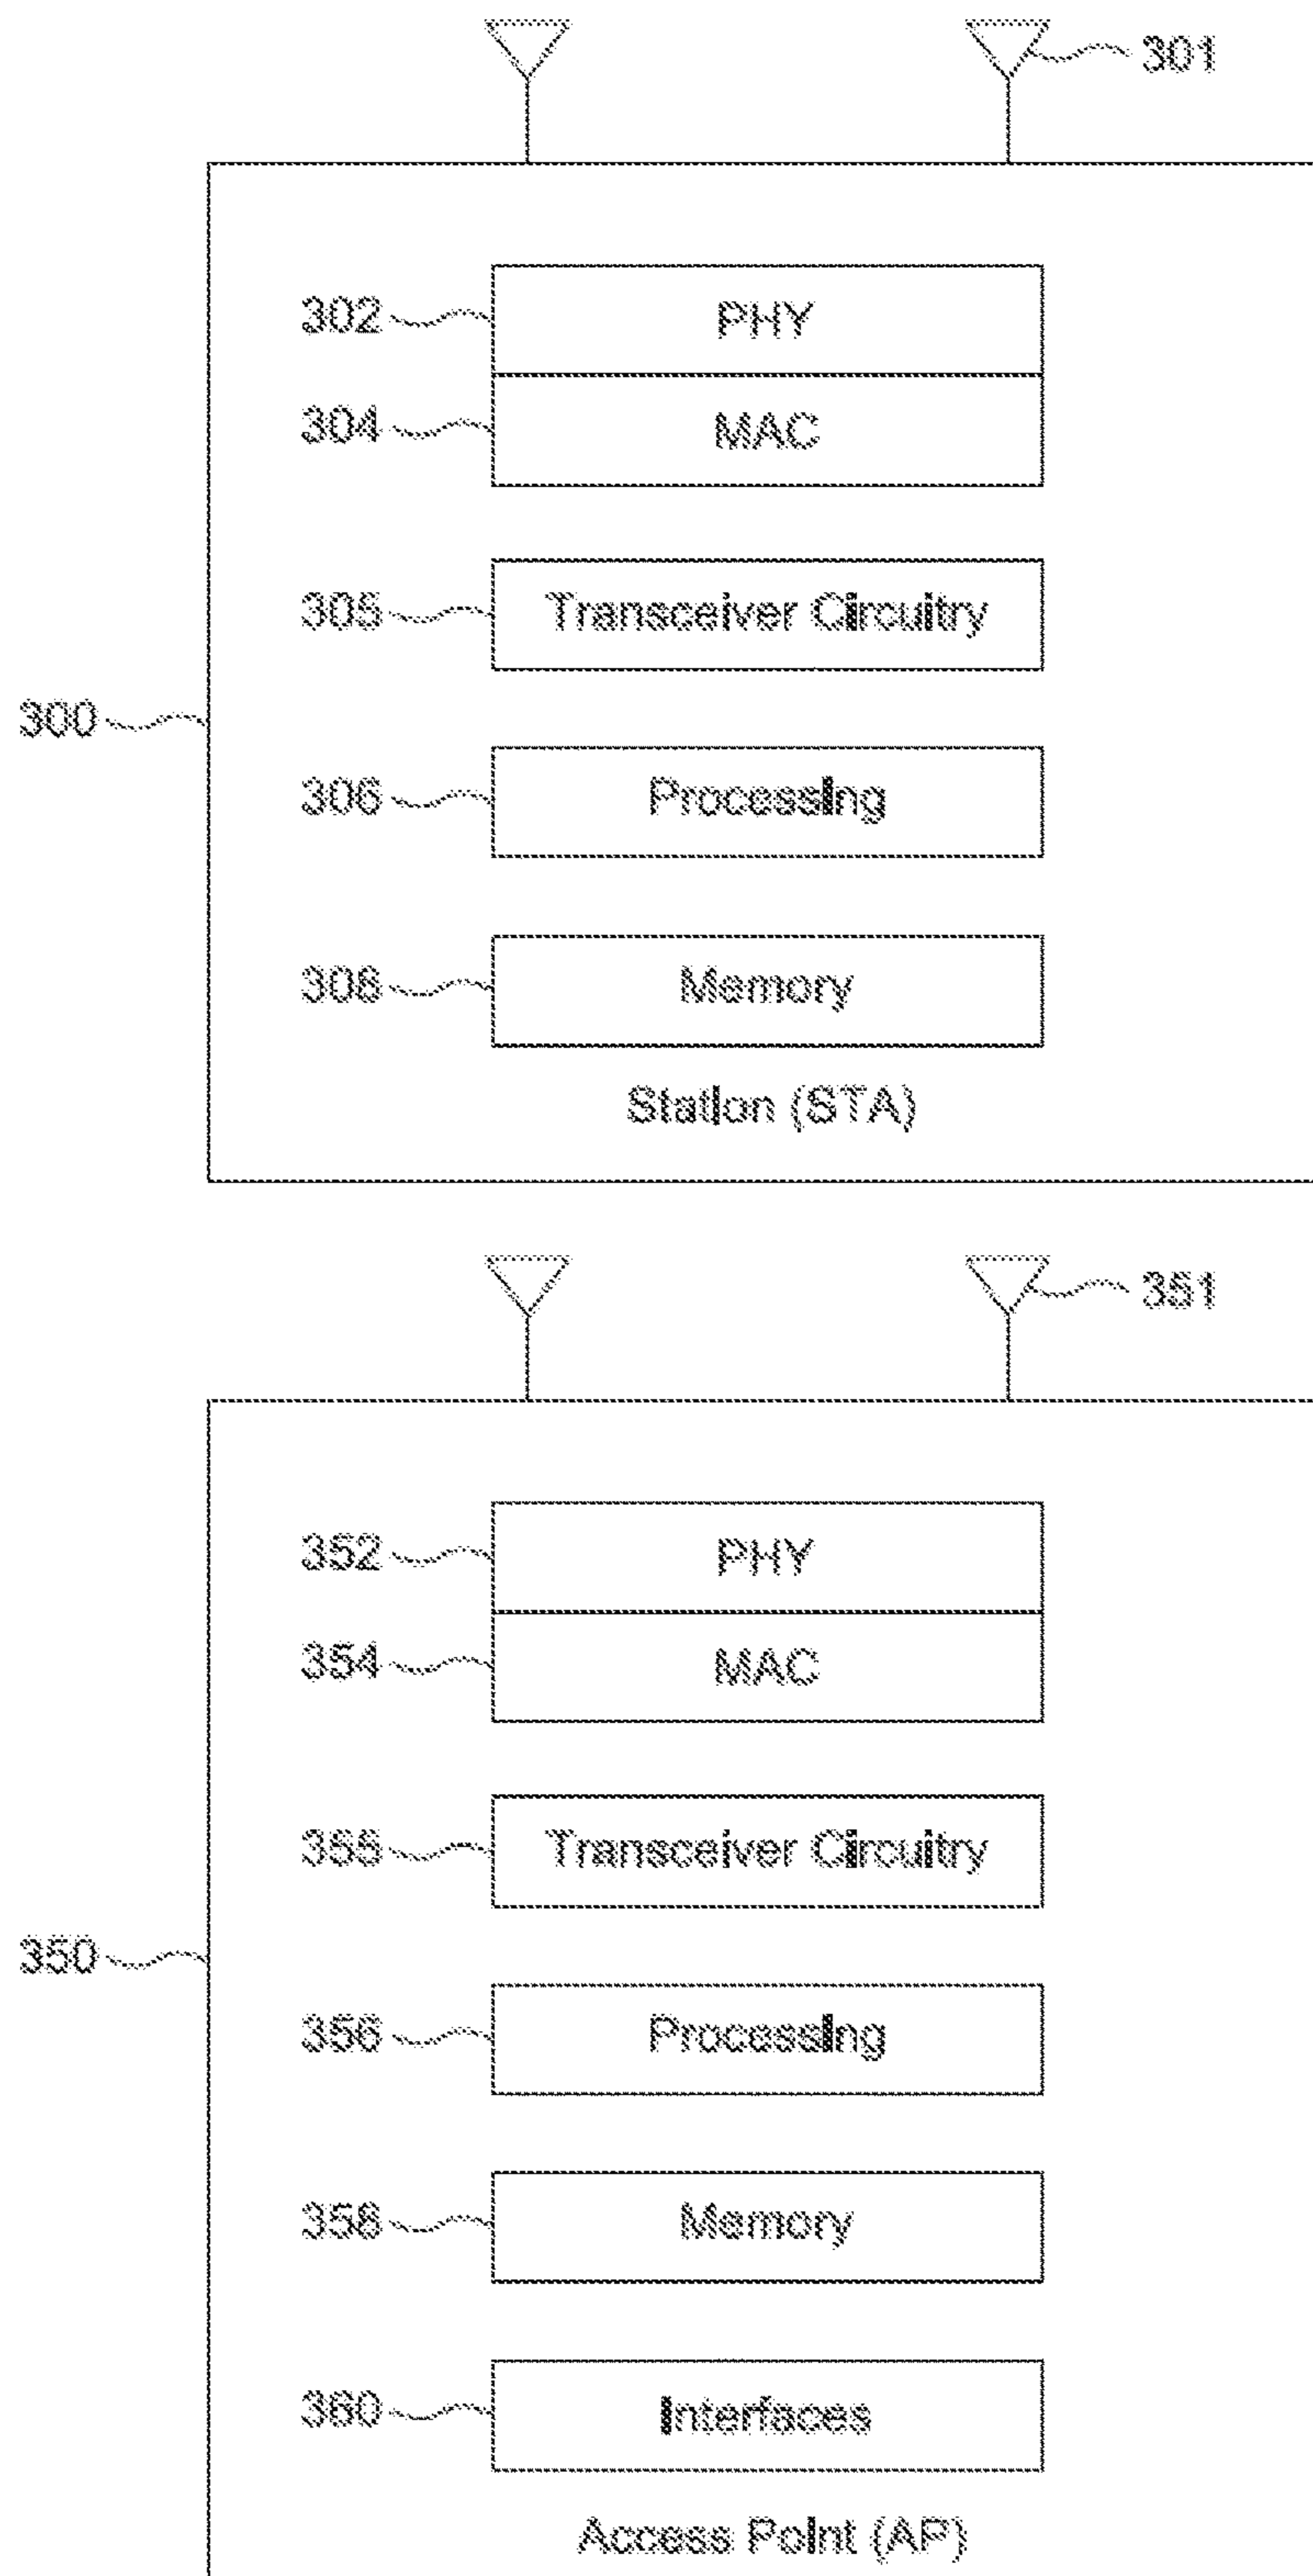 301
302 PHY
304 MAC
305 Transceiver Circuitry
300
306 Processing
308 Memory
Station (STA)
351
352 PHY
354 MAC
355 Transceiver Circuitry
350
356 Processing
358 Memory
360 Interfaces
Access Point (AP)